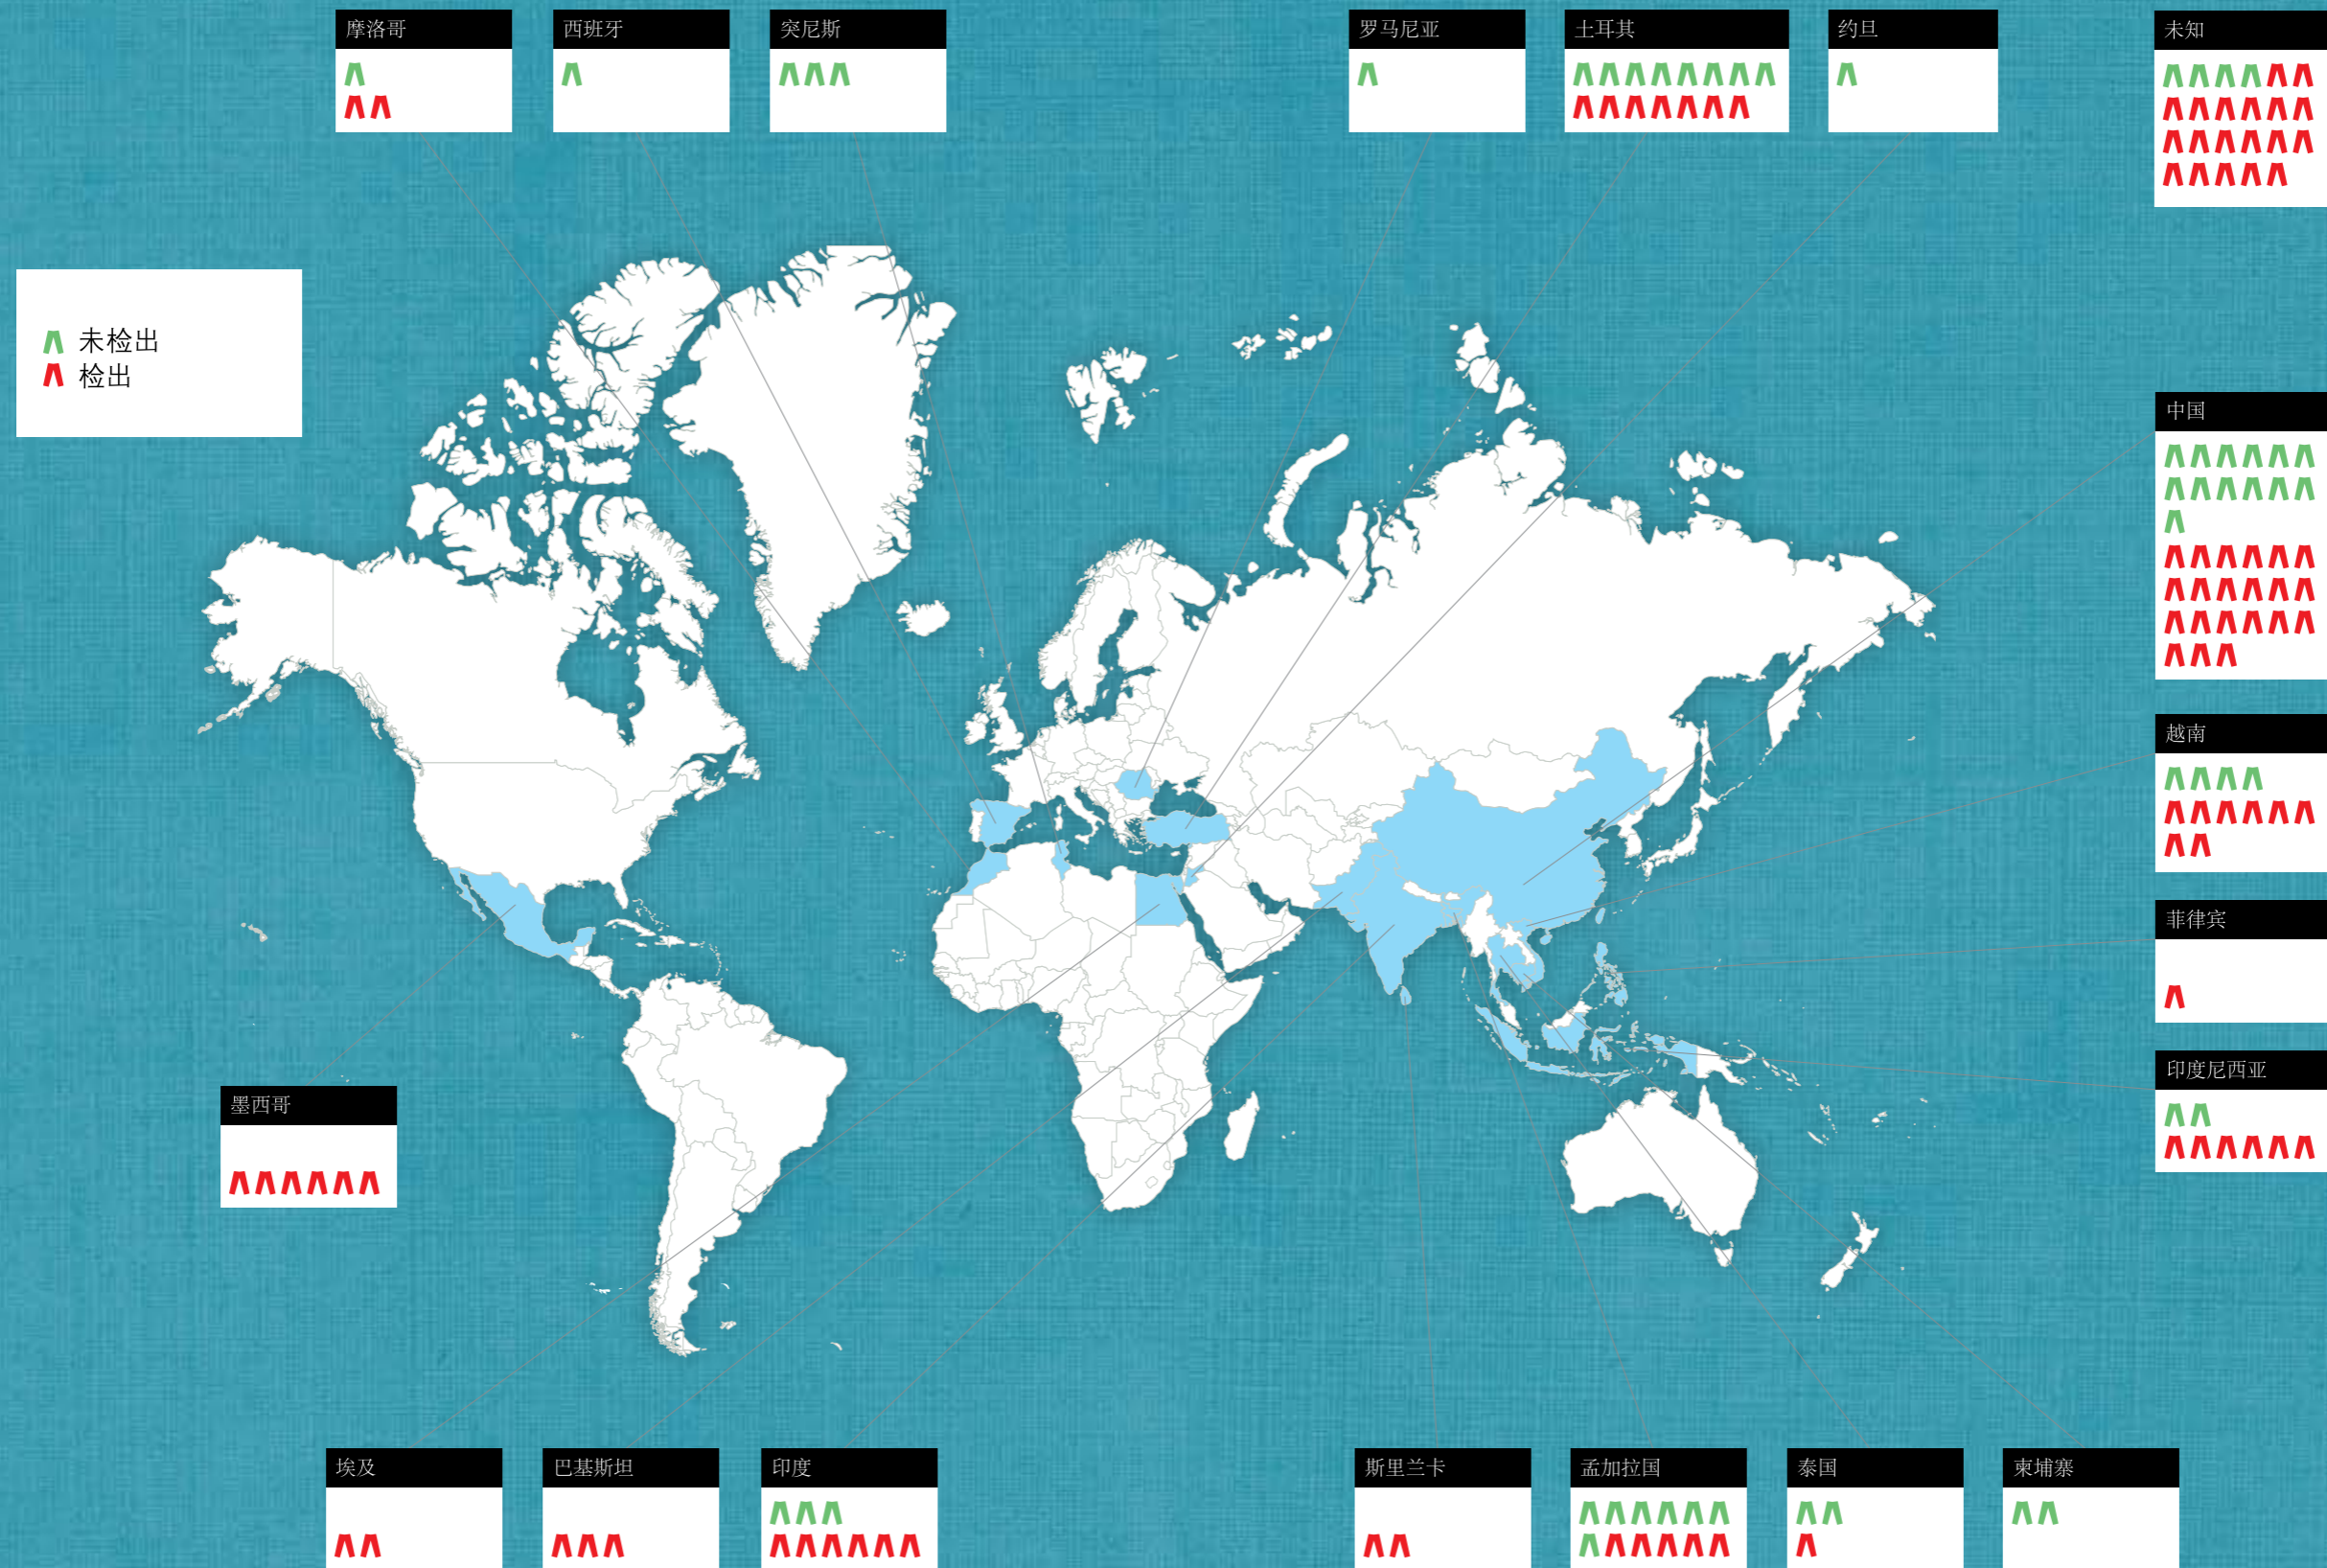 摩洛哥
西班牙
突尼斯
罗马尼亚
土耳其
约旦
未知
未检出
检出
中国
越南
菲律宾
印度尼西亚
墨西哥
埃及
巴基斯坦
印度
斯里兰卡
孟加拉国
泰国
柬埔寨